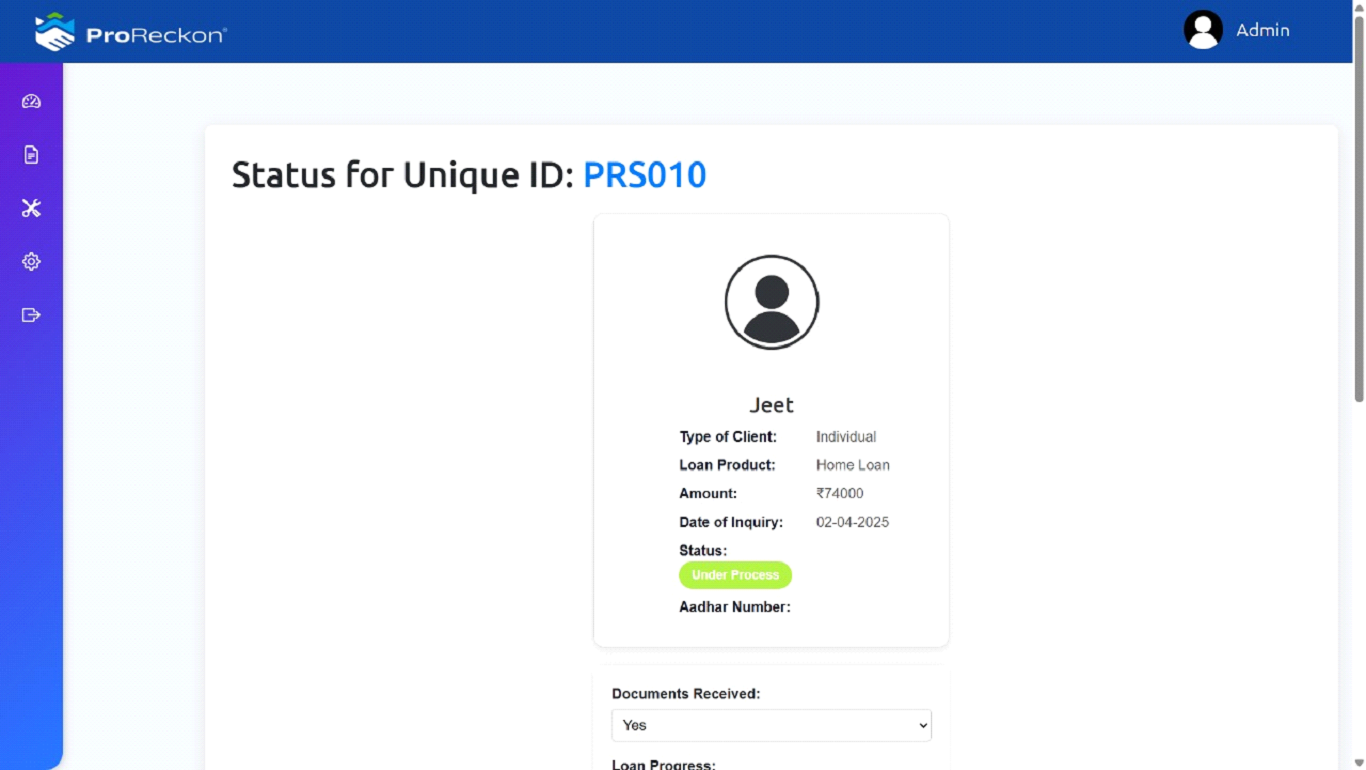 ProReckon®
Admin
Status for Unique ID: PRS010
Jeet
Type of Client: Individual
Loan Product: Home Loan
Amount: ₹74000
Date of Inquiry: 02-04-2025
Status:
Under Process
Aadhar Number:
Documents Received:
Yes
Loan Progress: